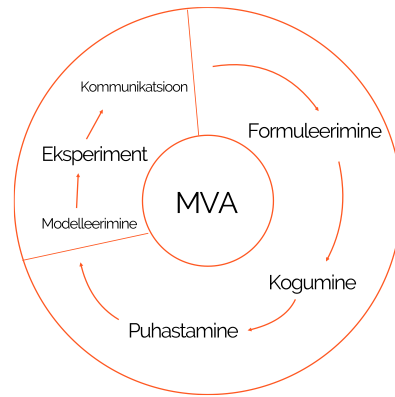 Kommunikatsioon
Formuleerimine
Eksperiment
MVA
Modelleerimine
Kogumine
Puhastamine